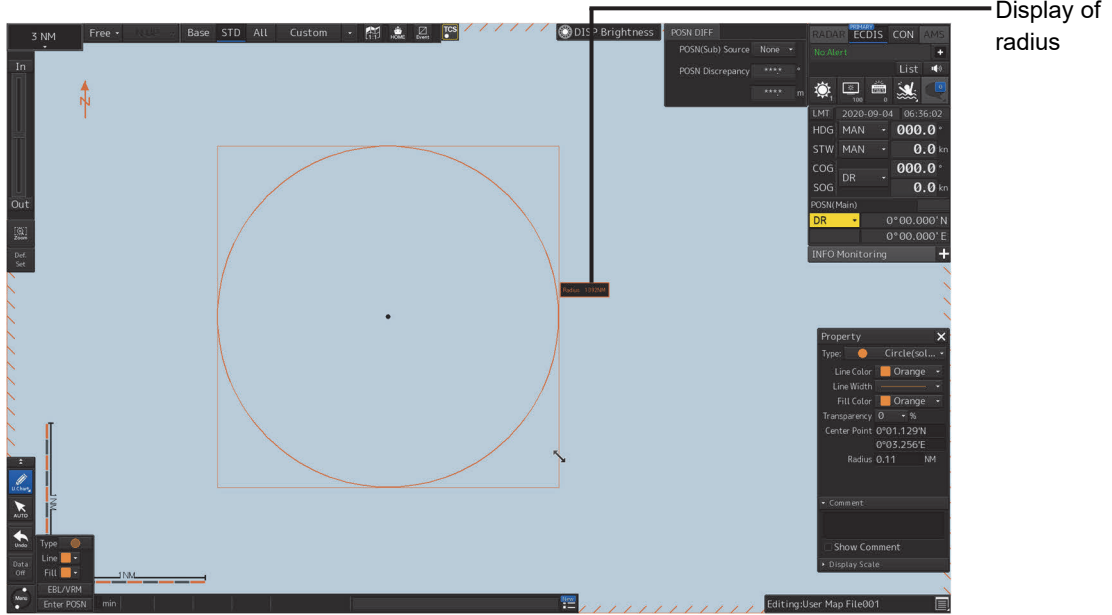 Display of
radius
3 NM
Free
Base STD All Custom
L1:1
HOME
Event
TCS
DISP Brightness
POSN DIFF
POSN(Sub) Source None
POSN Discrepancy ***.* °
***.* m
RADAR PRIMARY ECDIS CON AMS
No Alert +
List
1 100 0 0
LMT 2020-09-04 06:36:02
HDG MAN 000.0 °
STW MAN 0.0 kn
COG 000.0 °
DR
SOG 0.0 kn
POSN(Main)
DR 0°00.000'N
0°00.000'E
INFO Monitoring +
In
Out
Zoom
Def.
Set
N
Property ×
Type: Circle(sol...
Line Color Orange
Line Width
Fill Color Orange
Transparency 0 %
Center Point 0°01.129'N
0°03.256'E
Radius 0.11 NM
Comment
Show Comment
Display Scale
U.Chart
AUTO
Undo
Data
Off
Menu
1NM
1NM
Type
Line
Fill
EBL/VRM
Enter POSN min
New
Editing:User Map File001